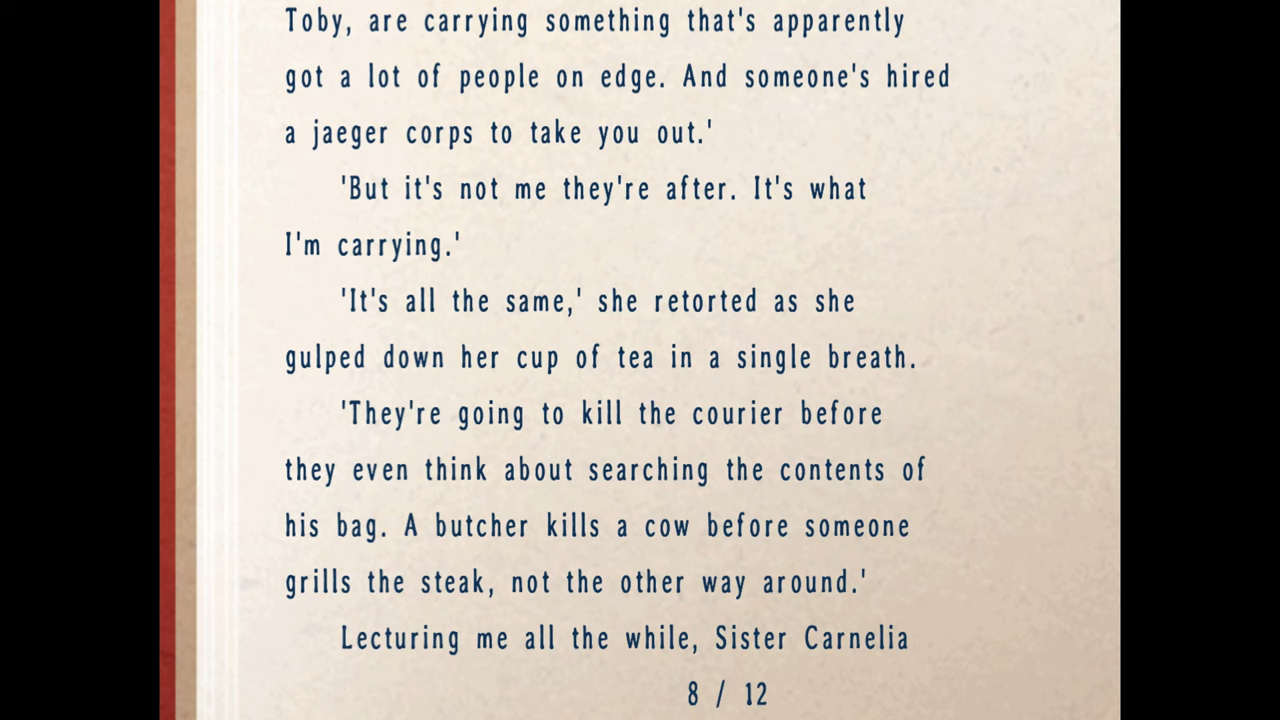 Toby, are carrying something that's apparently
got a lot of people on edge. And someone's hired
a jaeger corps to take you out.'
'But it's not me they're after. It's what
I'm carrying.'
'It's all the same,' she retorted as she
gulped down her cup of tea in a single breath.
'They're going to kill the courier before
they even think about searching the contents of
his bag. A butcher kills a cow before someone
grills the steak, not the other way around.'
Lecturing me all the while, Sister Carnelia
8 / 12